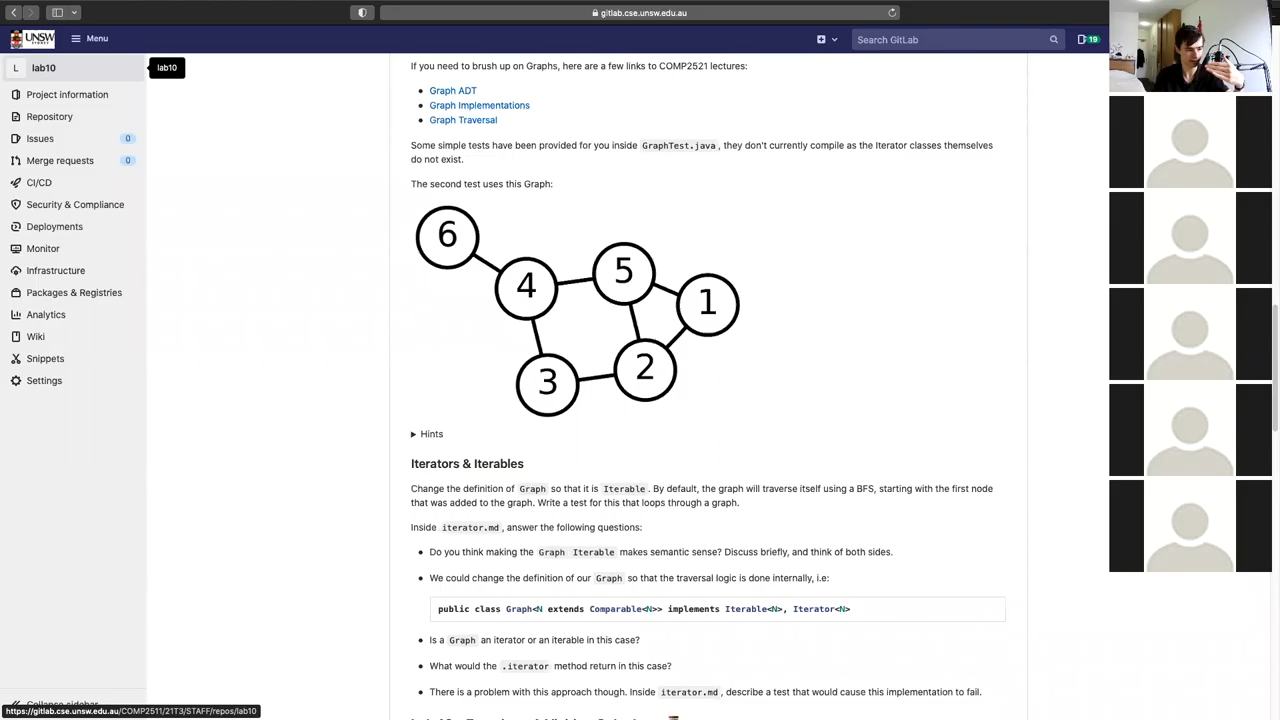 gitlab.cse.unsw.edu.au
UNSW
SYDNEY
Menu
Search GitLab
19
L lab10
lab10
Project information
Repository
Issues 0
Merge requests 0
CI/CD
Security & Compliance
Deployments
Monitor
Infrastructure
Packages & Registries
Analytics
Wiki
Snippets
Settings
Collapse sidebar
https://gitlab.cse.unsw.edu.au/COMP2511/21T3/STAFF/repos/lab10
If you need to brush up on Graphs, here are a few links to COMP2521 lectures:
Graph ADT
Graph Implementations
Graph Traversal
Some simple tests have been provided for you inside GraphTest.java, they don't currently compile as the Iterator classes themselves
do not exist.
The second test uses this Graph:
6
4
5
1
3
2
Hints
Iterators & Iterables
Change the definition of Graph so that it is Iterable. By default, the graph will traverse itself using a BFS, starting with the first node
that was added to the graph. Write a test for this that loops through a graph.
Inside iterator.md, answer the following questions:
Do you think making the Graph Iterable makes semantic sense? Discuss briefly, and think of both sides.
We could change the definition of our Graph so that the traversal logic is done internally, i.e:
public class Graph<N extends Comparable<N>> implements Iterable<N>, Iterator<N>
Is a Graph an iterator or an iterable in this case?
What would the .iterator method return in this case?
There is a problem with this approach though. Inside iterator.md, describe a test that would cause this implementation to fail.